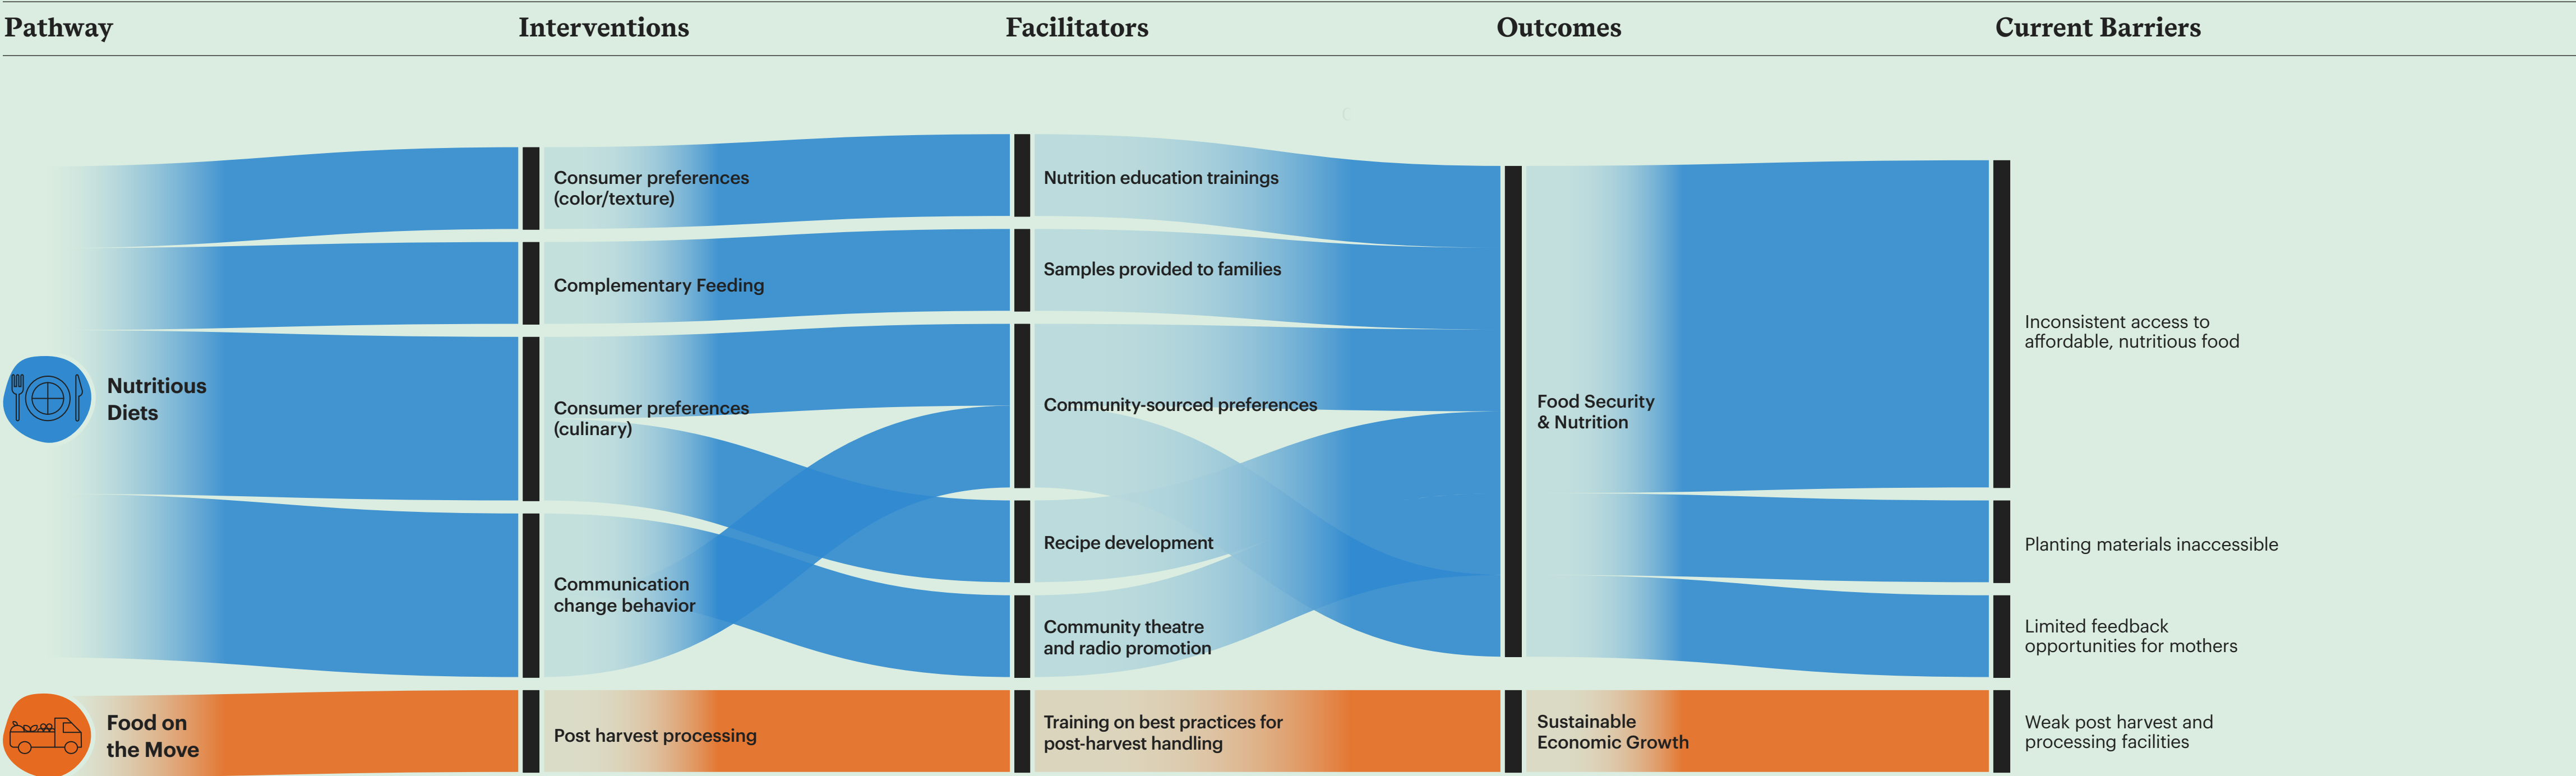 Pathway
Interventions
Facilitators
Outcomes
Current Barriers
Nutritious
Diets
Consumer preferences
(color/texture)
Complementary Feeding
Consumer preferences
(culinary)
Communication
change behavior
Nutrition education trainings
Samples provided to families
Community-sourced preferences
Recipe development
Community theatre
and radio promotion
Food Security
& Nutrition
Inconsistent access to
affordable, nutritious food
Planting materials inaccessible
Limited feedback
opportunities for mothers
Food on
the Move
Post harvest processing
Training on best practices for
post-harvest handling
Sustainable
Economic Growth
Weak post harvest and
processing facilities